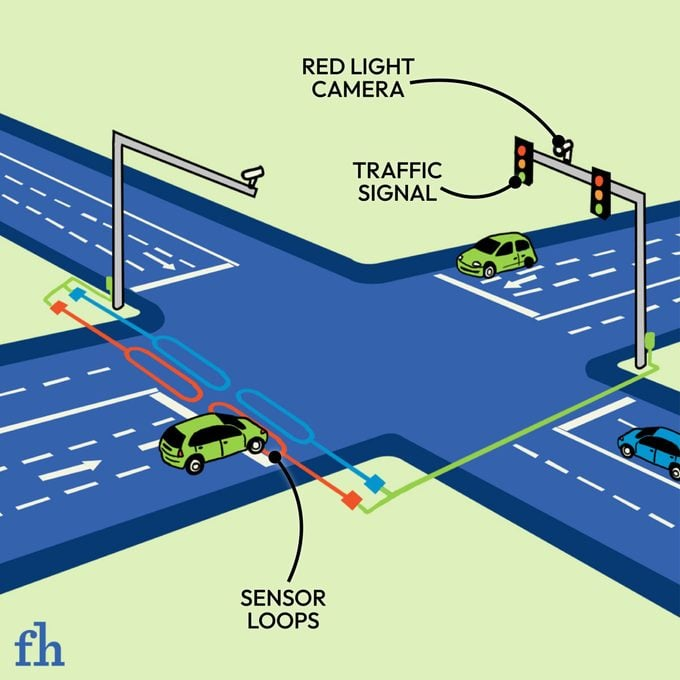 RED LIGHT
CAMERA
TRAFFIC
SIGNAL
SENSOR
LOOPS
fh